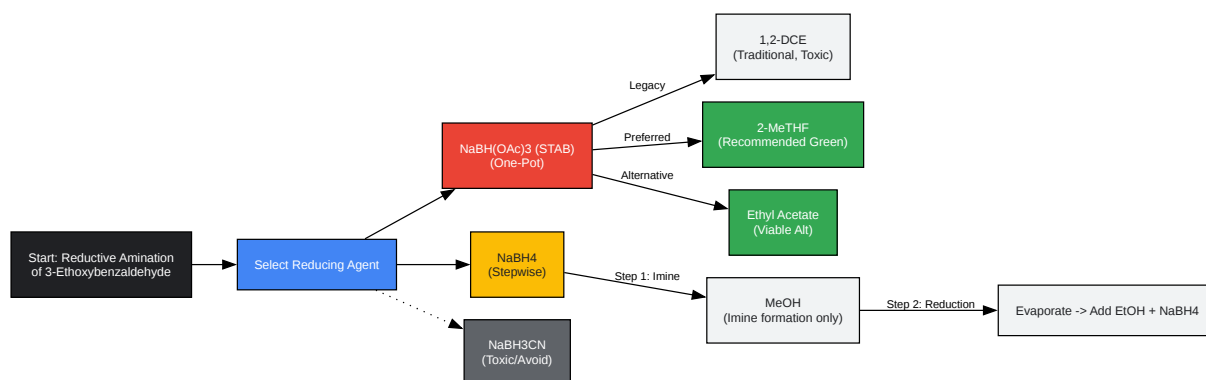 Start: Reductive Amination
of 3-Ethoxybenzaldehyde
Select Reducing Agent
NaBH(OAc)3 (STAB)
(One-Pot)
Legacy
1,2-DCE
(Traditional, Toxic)
Preferred
2-MeTHF
(Recommended Green)
Alternative
Ethyl Acetate
(Viable Alt)
NaBH4
(Stepwise)
Step 1: Imine
MeOH
(Imine formation only)
Step 2: Reduction
Evaporate -> Add EtOH + NaBH4
NaBH3CN
(Toxic/Avoid)